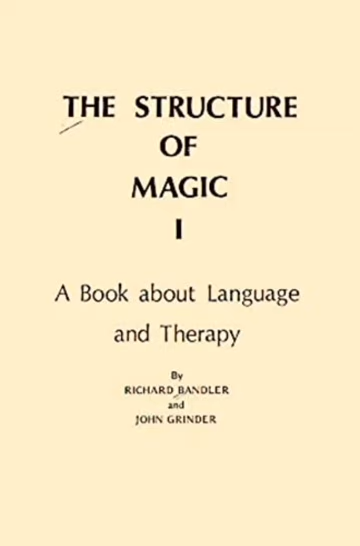 THE STRUCTURE
OF
MAGIC
I
A Book about Language
and Therapy
By
RICHARD BANDLER
and
JOHN GRINDER